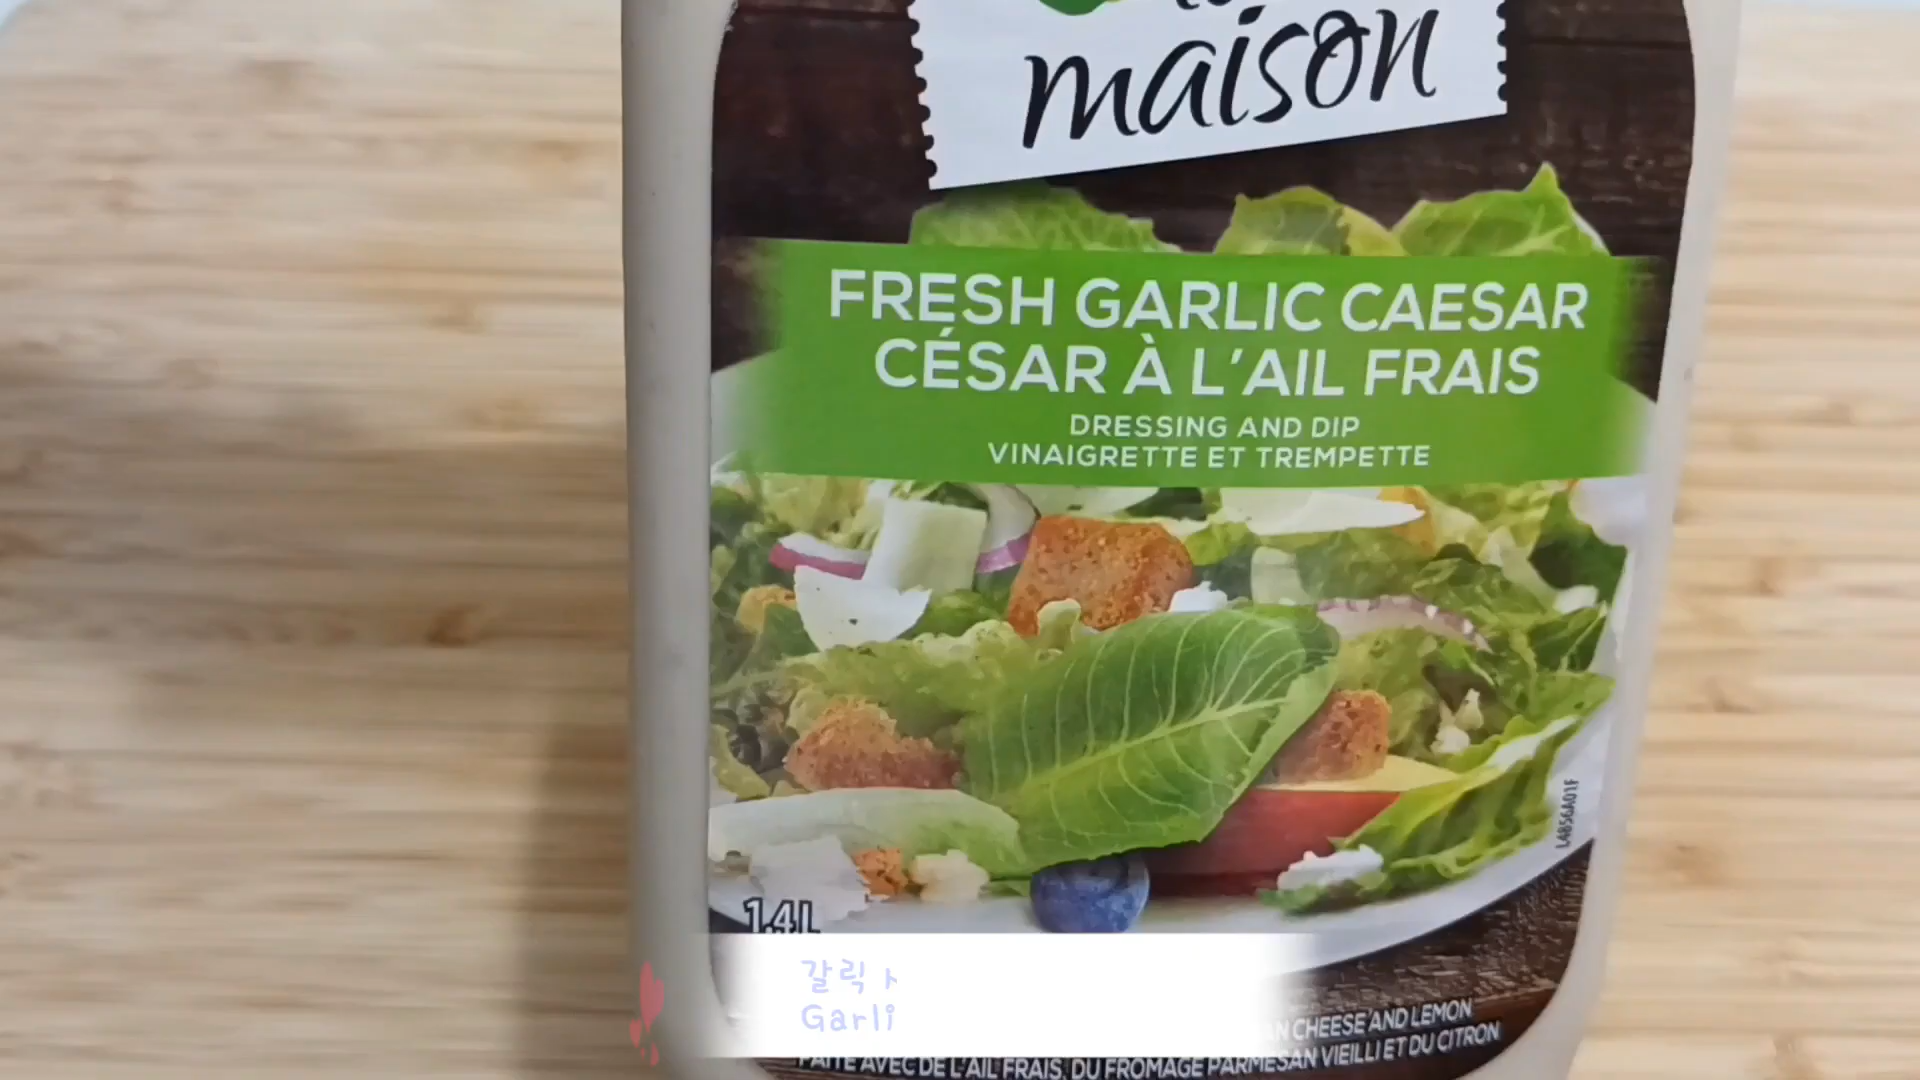 maison
FRESH GARLIC CAESAR
CÉSAR À L'AIL FRAIS
DRESSING AND DIP
VINAIGRETTE ET TREMPETTE
L4856A01F
1.4L
갈릭
Garli
CHEESE AND LEMON
FAITE AVEC DE L'AIL FRAIS, DU FROMAGE PARMESAN VIEILLI ET DU CITRON